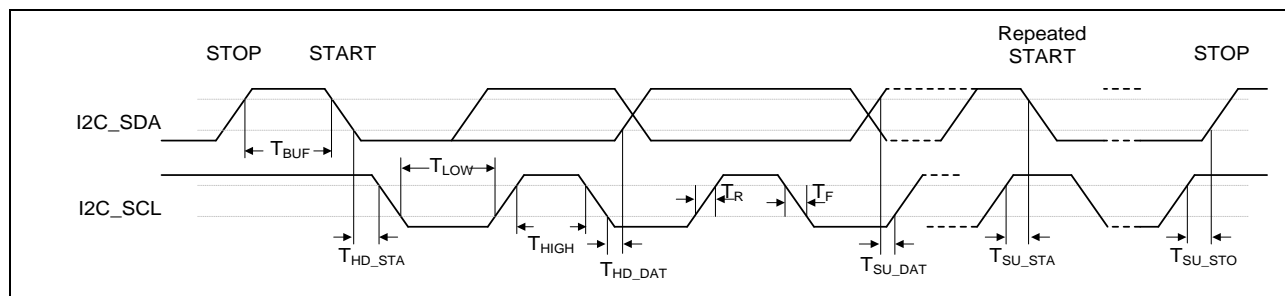 STOP
START
Repeated
START
STOP
I2C_SDA
T_BUF
T_LOW
I2C_SCL
T_R
T_F
T_HD_STA
T_HIGH
T_HD_DAT
T_SU_DAT
T_SU_STA
T_SU_STO